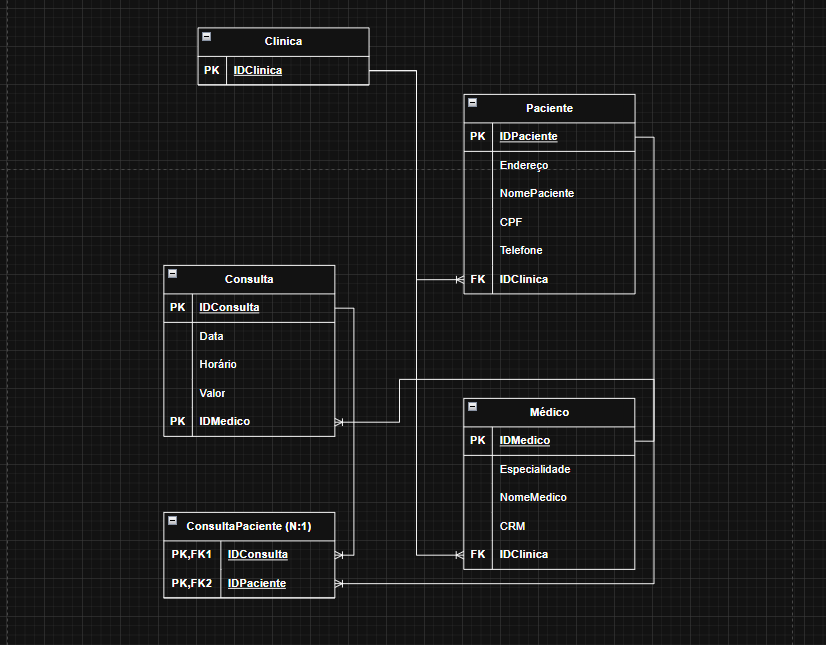 Clinica
PK IDClinica
Paciente
PK IDPaciente
Endereço
NomePaciente
CPF
Telefone
FK IDClinica
Consulta
PK IDConsulta
Data
Horário
Valor
PK IDMedico
Médico
PK IDMedico
Especialidade
NomeMedico
CRM
FK IDClinica
ConsultaPaciente (N:1)
PK,FK1 IDConsulta
PK,FK2 IDPaciente